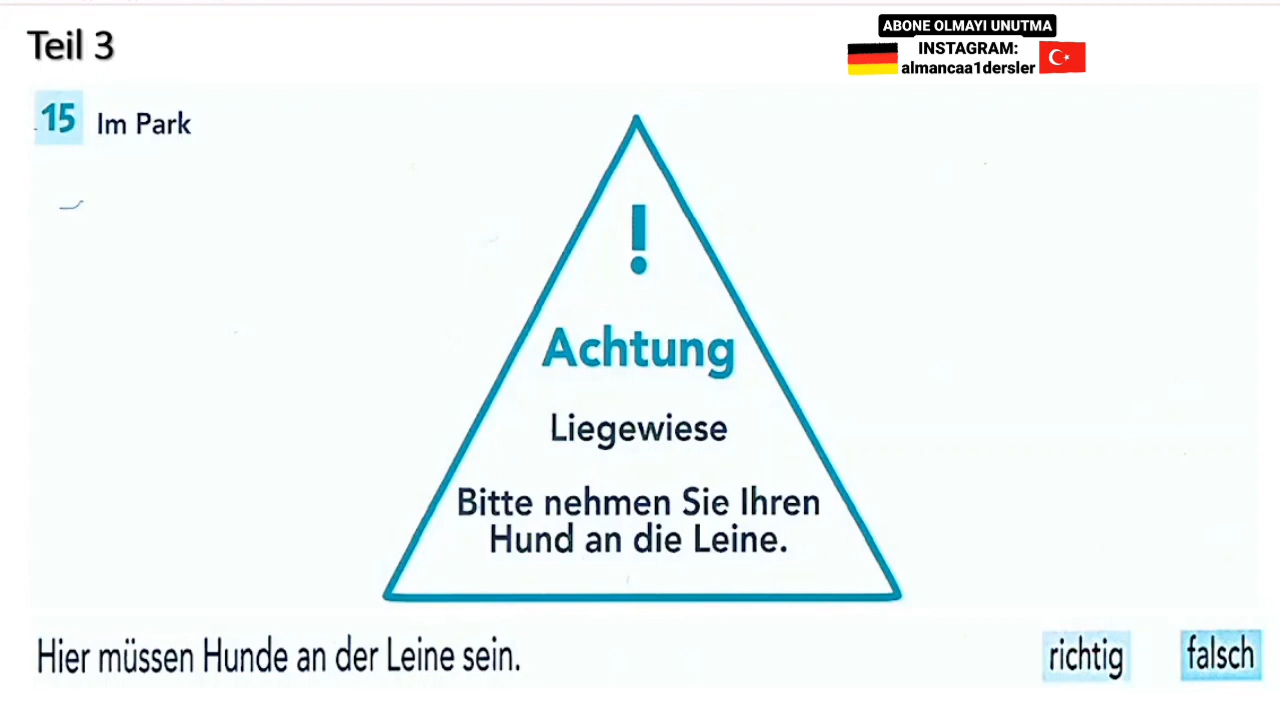 ABONE OLMAYI UNUTMA
INSTAGRAM:
almancaa1dersler
Teil 3
15 Im Park
!
Achtung
Liegewiese
Bitte nehmen Sie Ihren
Hund an die Leine.
Hier müssen Hunde an der Leine sein.
richtig falsch